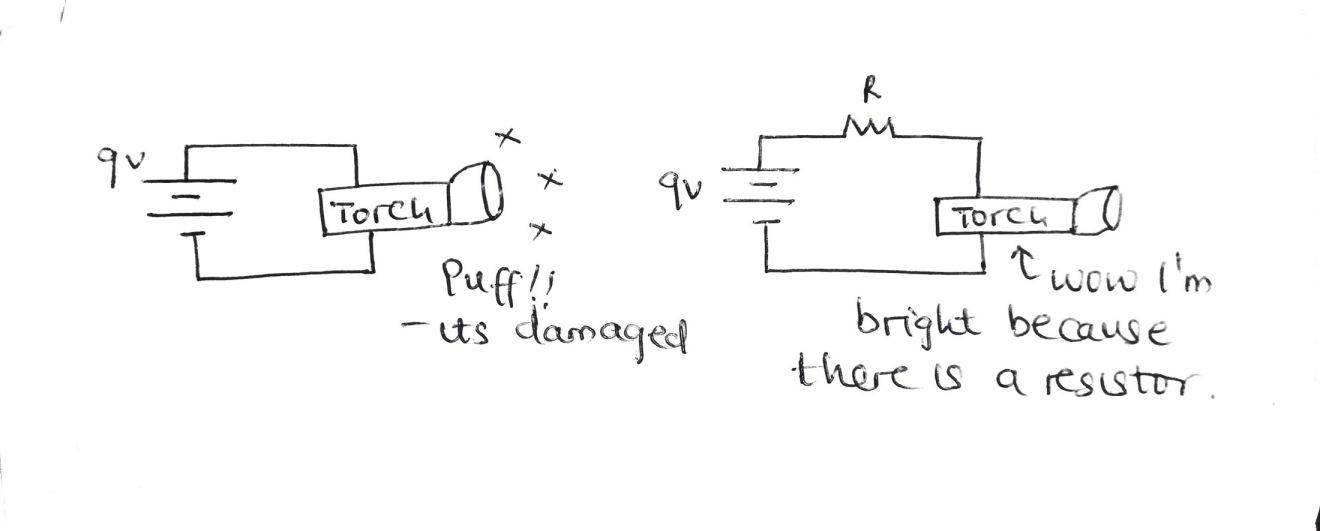 9v
Torch
Puff!!
- its damaged
R
9v
Torch
wow I'm
bright because
there is a resistor.